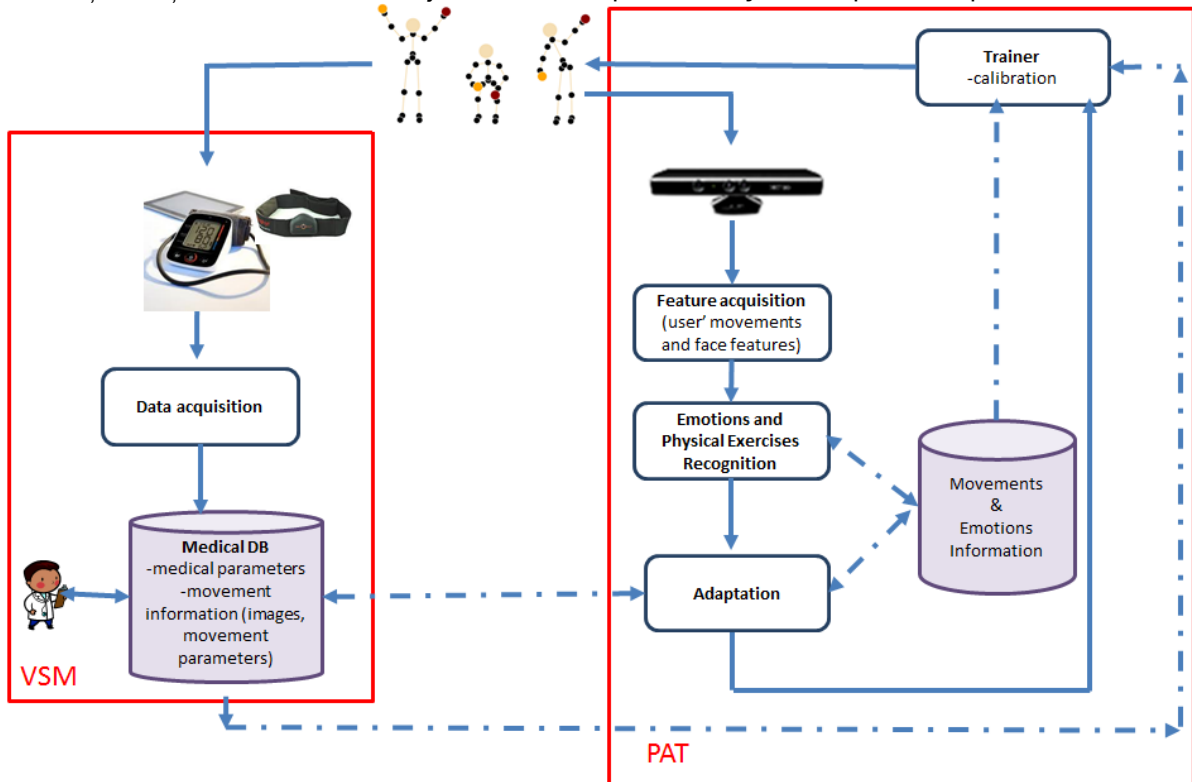 Trainer
-calibration
Feature acquisition
(user' movements
and face features)
Data acquisition
Emotions and
Physical Exercises
Recognition
Movements
&
Emotions
Information
Medical DB
-medical parameters
-movement
information (images,
movement
parameters)
Adaptation
VSM
PAT